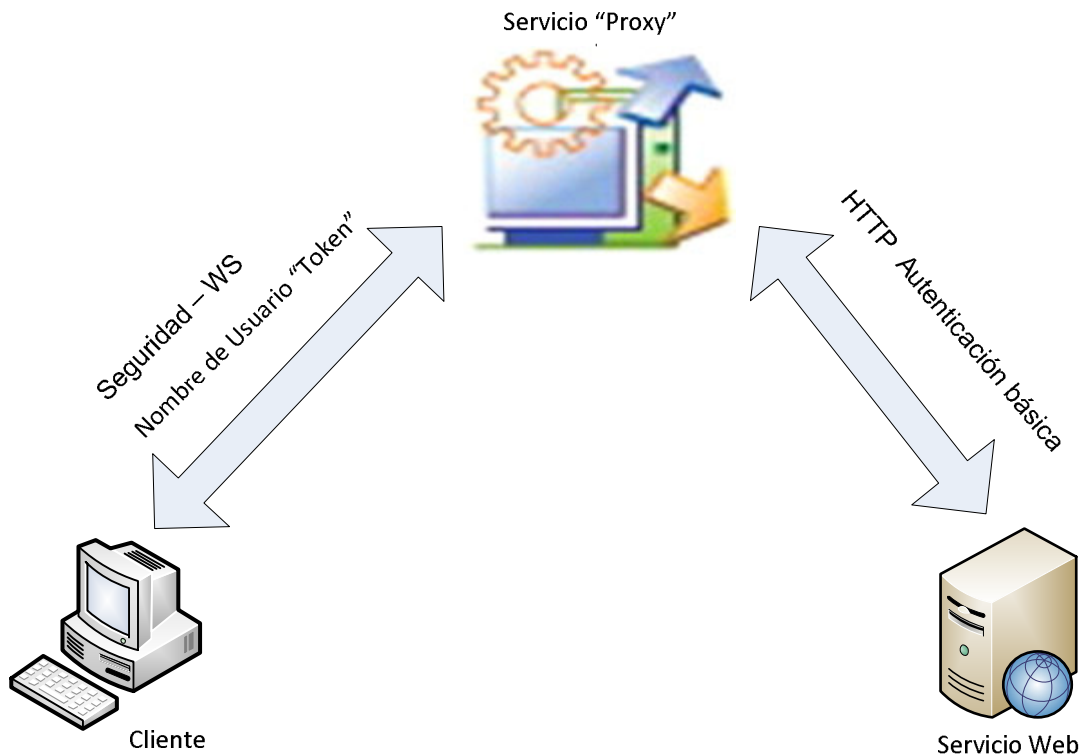 Servicio “Proxy”
Seguridad – WS
Nombre de Usuario “Token”
HTTP Autenticación básica
Cliente
Servicio Web